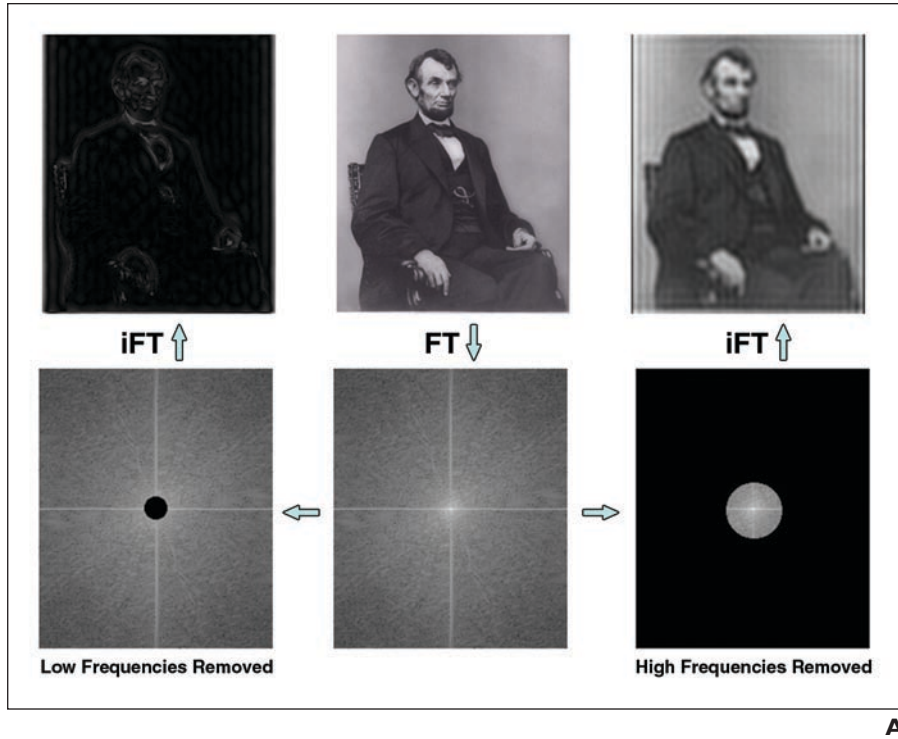 iFT
FT
iFT
Low Frequencies Removed
High Frequencies Removed
A